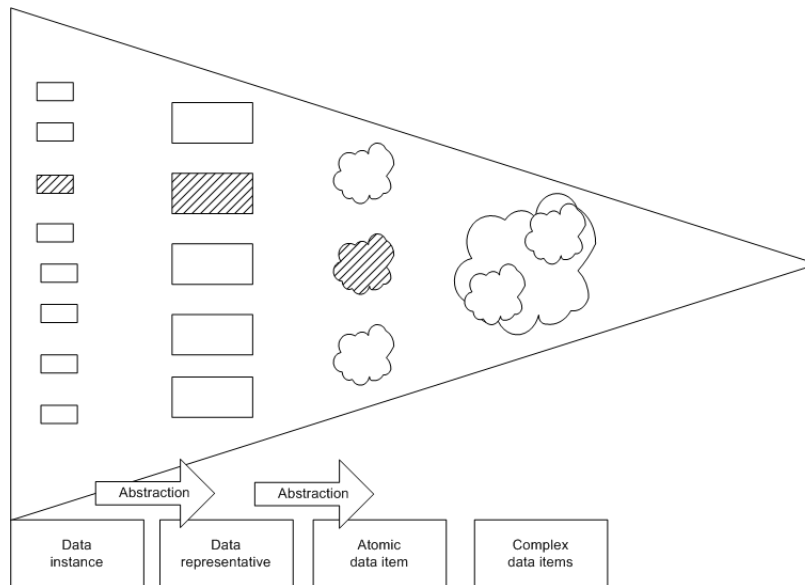 Abstraction
Abstraction
Data
instance
Data
representative
Atomic
data item
Complex
data items